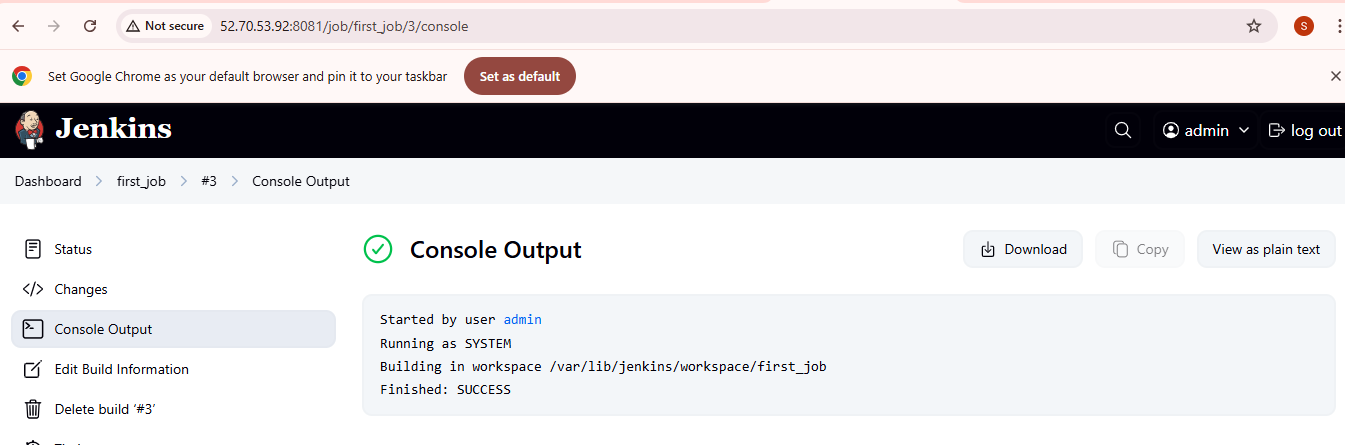 Not secure 52.70.53.92:8081/job/first_job/3/console S
Set Google Chrome as your default browser and pin it to your taskbar Set as default
Jenkins admin log out
Dashboard first_job #3 Console Output
Status
Console Output Download Copy View as plain text
Changes
Console Output
Started by user admin
Running as SYSTEM
Building in workspace /var/lib/jenkins/workspace/first_job
Finished: SUCCESS
Edit Build Information
Delete build ‘#3’